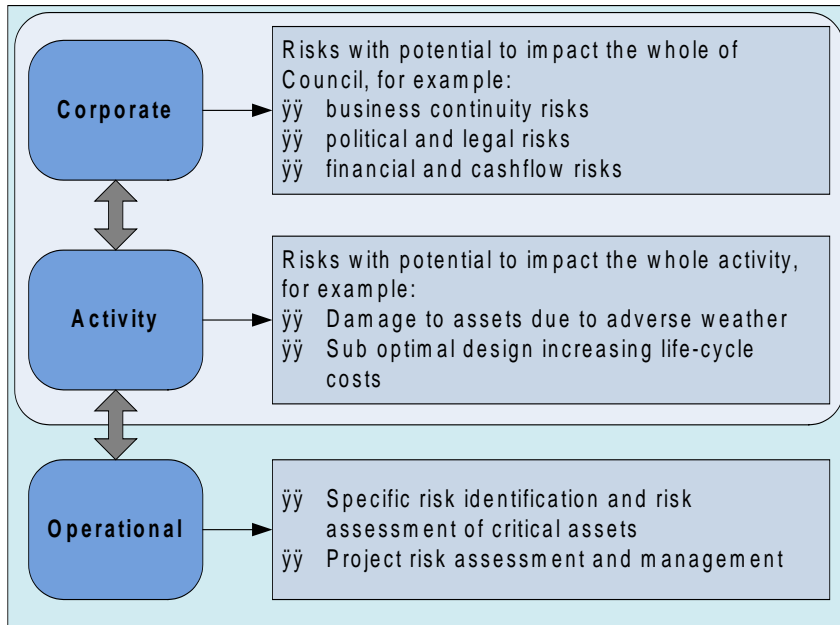 Corporate
Risks with potential to impact the whole of
Council, for example:
ÿÿ business continuity risks
ÿÿ political and legal risks
ÿÿ financial and cashflow risks
Activity
Risks with potential to impact the whole activity,
for example:
ÿÿ Damage to assets due to adverse weather
ÿÿ Sub optimal design increasing life-cycle
costs
Operational
ÿÿ Specific risk identification and risk
assessment of critical assets
ÿÿ Project risk assessment and management